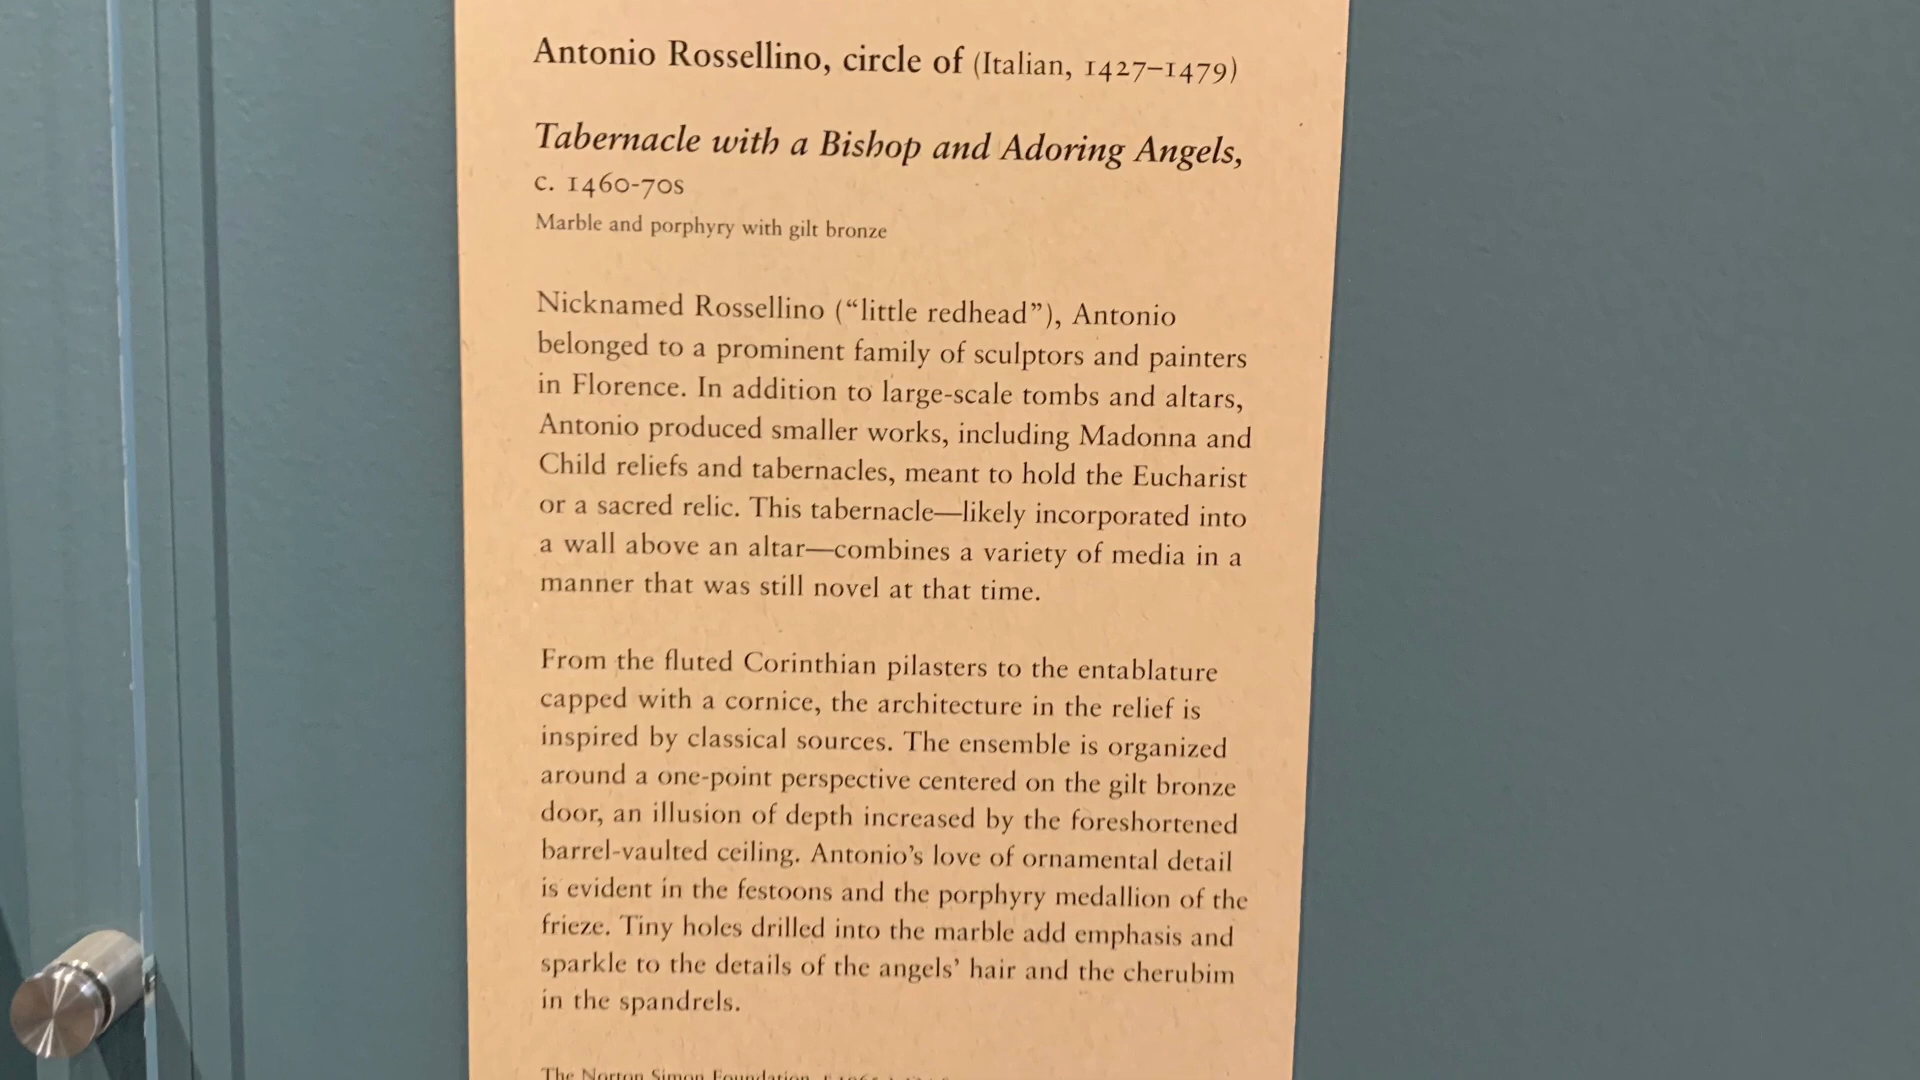 Antonio Rossellino, circle of (Italian, 1427–1479)
Tabernacle with a Bishop and Adoring Angels,
c. 1460-70s
Marble and porphyry with gilt bronze
Nicknamed Rossellino (“little redhead”), Antonio
belonged to a prominent family of sculptors and painters
in Florence. In addition to large-scale tombs and altars,
Antonio produced smaller works, including Madonna and
Child reliefs and tabernacles, meant to hold the Eucharist
or a sacred relic. This tabernacle—likely incorporated into
a wall above an altar—combines a variety of media in a
manner that was still novel at that time.
From the fluted Corinthian pilasters to the entablature
capped with a cornice, the architecture in the relief is
inspired by classical sources. The ensemble is organized
around a one-point perspective centered on the gilt bronze
door, an illusion of depth increased by the foreshortened
barrel-vaulted ceiling. Antonio’s love of ornamental detail
is evident in the festoons and the porphyry medallion of the
frieze. Tiny holes drilled into the marble add emphasis and
sparkle to the details of the angels’ hair and the cherubim
in the spandrels.
The Norton Simon Foundation